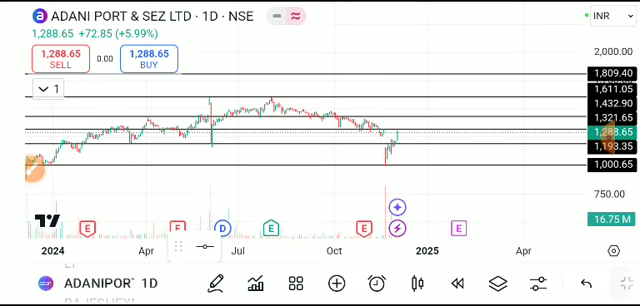 ADANI PORT & SEZ LTD · 1D · NSE
INR
1,288.65 +72.85 (+5.99%)
1,288.65
SELL
0.00
1,288.65
BUY
1
2,000.00
1,809.40
1,611.05
1,432.90
1,321.65
1,288.65
1,193.35
1,000.65
750.00
16.75 M
E
E
D
E
E
E
2024
Apr
Jul
Oct
2025
Apr
ADANIPOR
1D